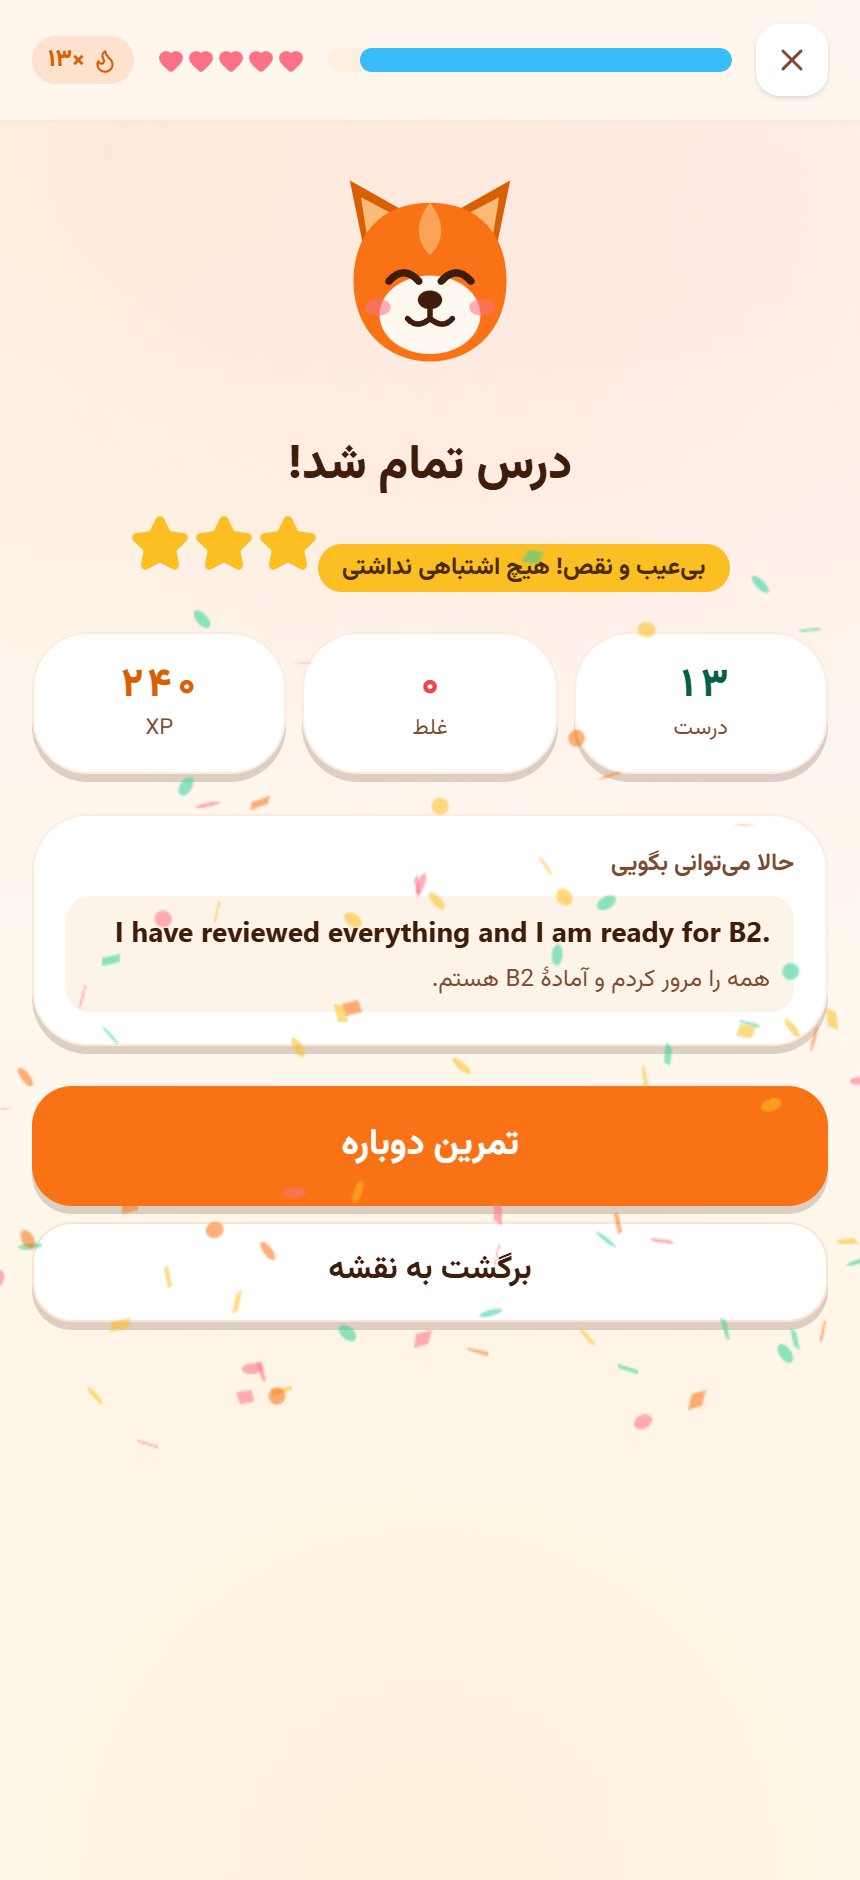 ۱۳×
درس تمام شد!
بی‌عیب و نقص! هیچ اشتباهی نداشتی
۱۳
درست
۰
غلط
۲۴۰
XP
حالا می‌توانی بگویی
I have reviewed everything and I am ready for B2.
همه را مرور کردم و آمادهٔ B2 هستم.
تمرین دوباره
برگشت به نقشه